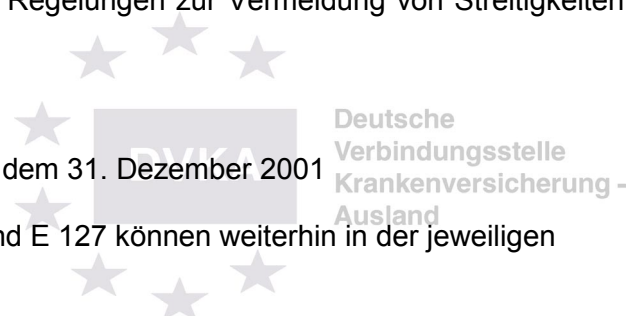 Regelungen zur Vermeidung von Streitigkeiten
Deutsche
Verbindungsstelle
dem 31. Dezember 2001
DVKA
Krankenversicherung -
Ausland
nd E 127 können weiterhin in der jeweiligen